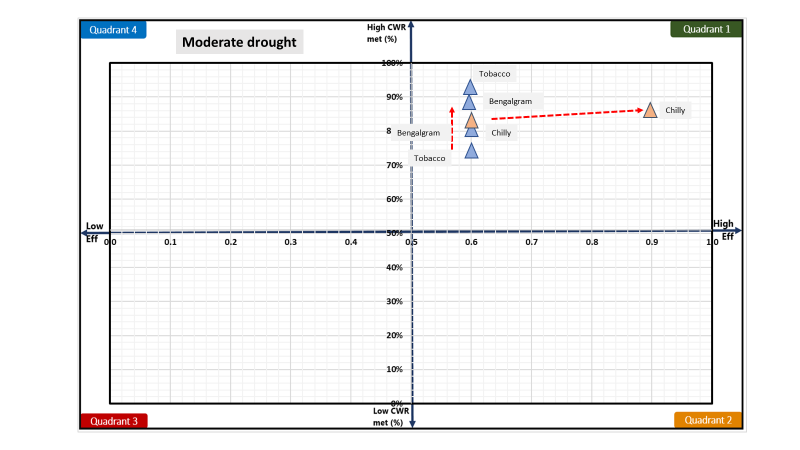 Quadrant 4
Moderate drought
High CWR
met (%)
Quadrant 1
100%
Tobacco
90%
Bengalgram
Chilly
8
Bengalgram
Chilly
Tobacco
70%
60%
Low
Eff
50%
High
Eff
0.0 0.1 0.2 0.3 0.4 0.5 0.6 0.7 0.8 0.9 1.0
40%
30%
20%
10%
0%
Low CWR
met (%)
Quadrant 3
Quadrant 2